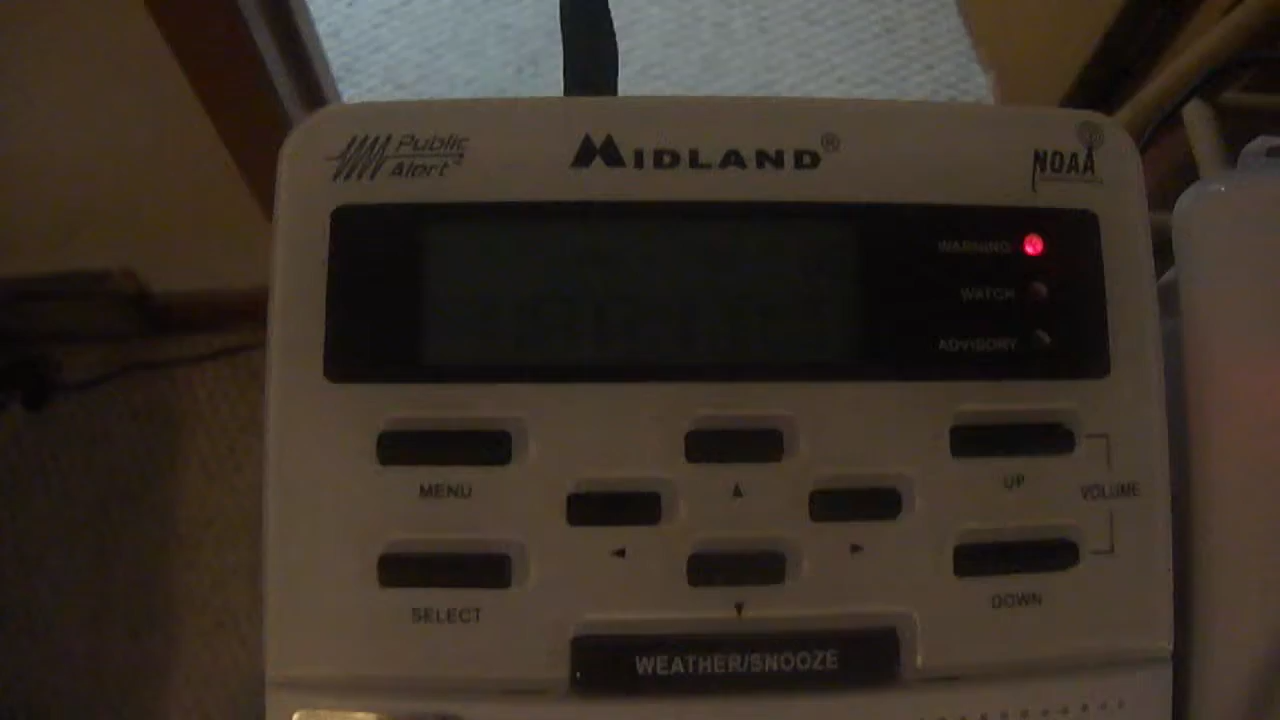 Public
Alert
MIDLAND®
NOAA
WARNING
WATCH
ADVISORY
MENU
UP
VOLUME
SELECT
DOWN
WEATHER/SNOOZE